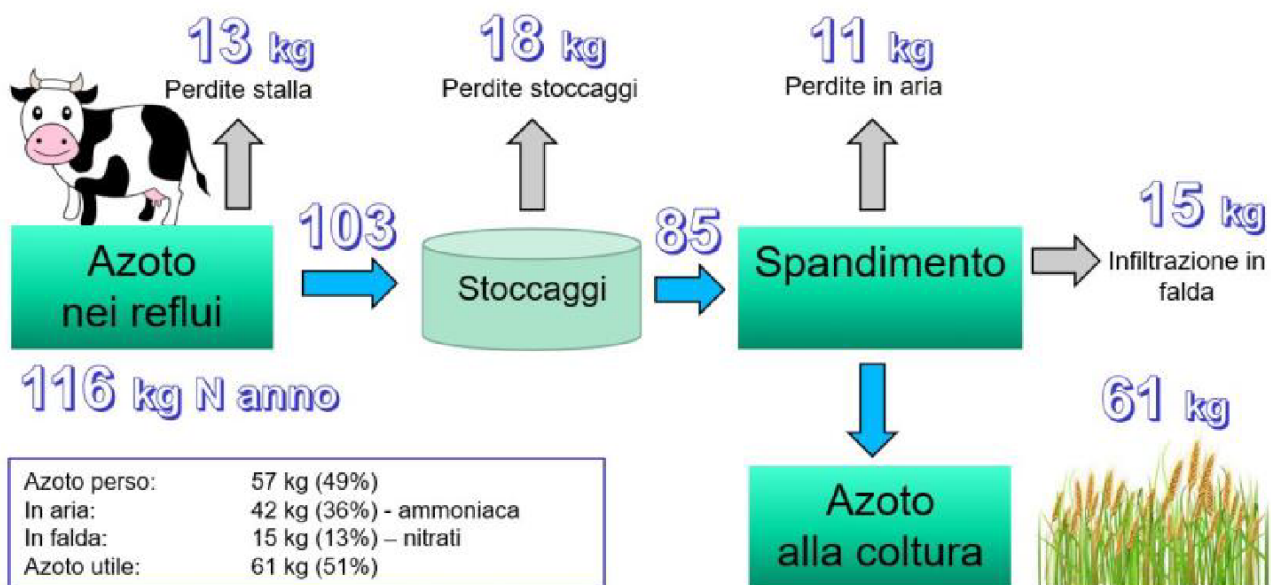 13 kg
Perdite stalla
18 kg
Perdite stoccaggi
11 kg
Perdite in aria
15 kg
Infiltrazione in
falda
103
85
Azoto
nei reflui
Stoccaggi
Spandimento
116 kg N anno
61 kg
Azoto perso: 57 kg (49%)
In aria: 42 kg (36%) - ammoniaca
In falda: 15 kg (13%) – nitrati
Azoto utile: 61 kg (51%)
Azoto
alla coltura